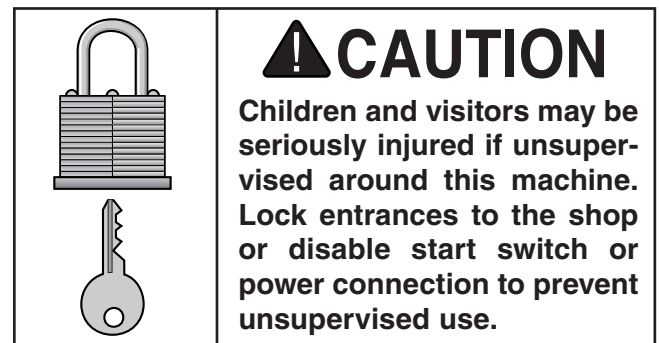 CAUTION
Children and visitors may be
seriously injured if unsuper-
vised around this machine.
Lock entrances to the shop
or disable start switch or
power connection to prevent
unsupervised use.